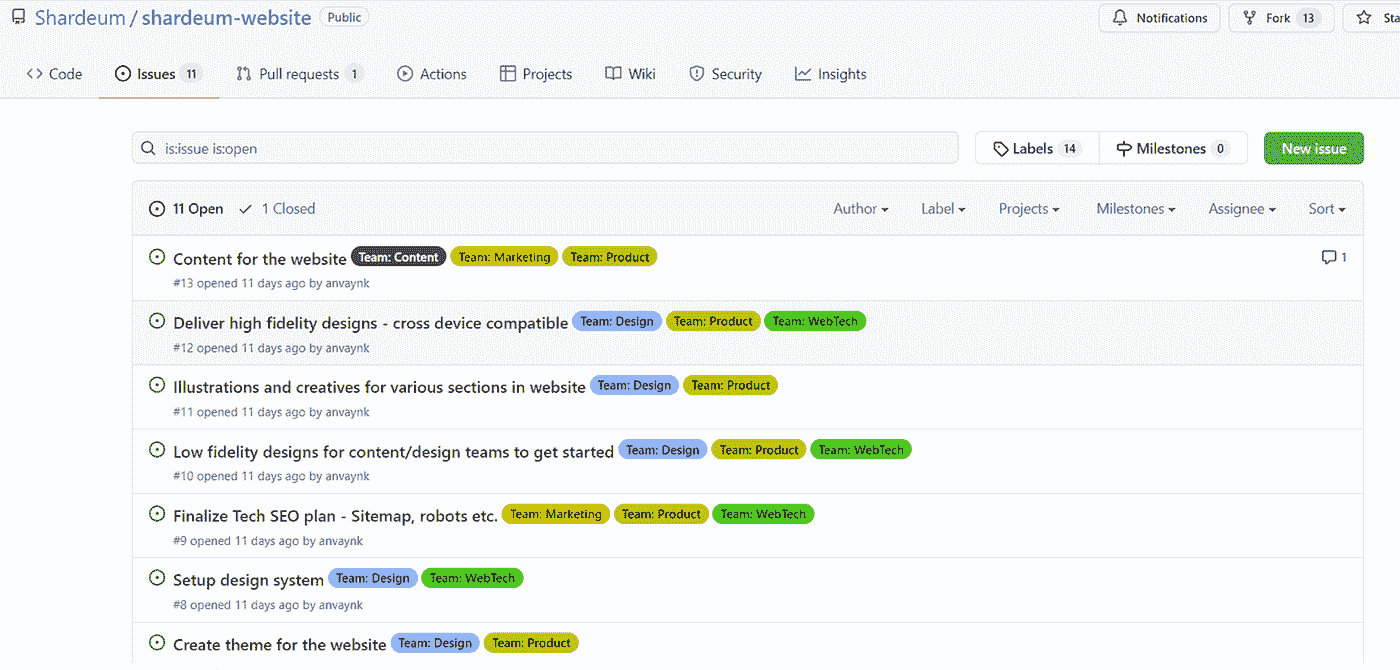 Shardeum / shardeum-website Public Notifications Fork 13
Code Issues 11 Pull requests 1 Actions Projects Wiki Security Insights
is:issue is:open Labels 14 Milestones 0 New issue
11 Open 1 Closed Author Label Projects Milestones Assignee Sort
Content for the website Team: Content Team: Marketing Team: Product 1
#13 opened 11 days ago by anvaynk
Deliver high fidelity designs - cross device compatible Team: Design Team: Product Team: WebTech
#12 opened 11 days ago by anvaynk
Illustrations and creatives for various sections in website Team: Design Team: Product
#11 opened 11 days ago by anvaynk
Low fidelity designs for content/design teams to get started Team: Design Team: Product Team: WebTech
#10 opened 11 days ago by anvaynk
Finalize Tech SEO plan - Sitemap, robots etc. Team: Marketing Team: Product Team: WebTech
#9 opened 11 days ago by anvaynk
Setup design system Team: Design Team: WebTech
#8 opened 11 days ago by anvaynk
Create theme for the website Team: Design Team: Product